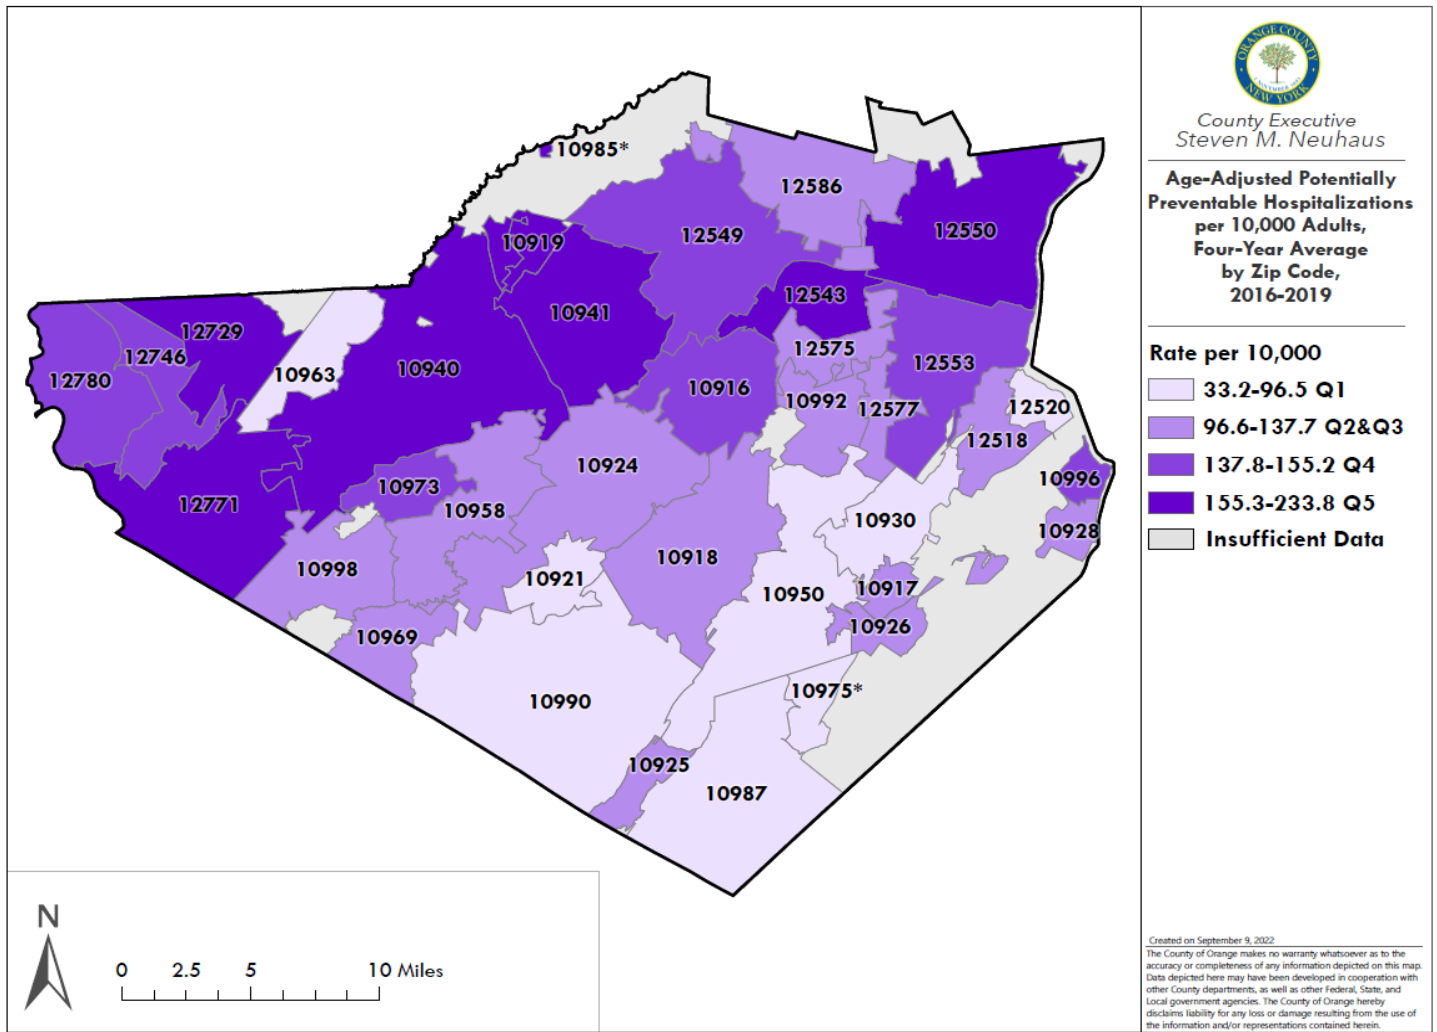 ORANGE COUNTY
NEW YORK
County Executive
Steven M. Neuhaus
Age-Adjusted Potentially
Preventable Hospitalizations
per 10,000 Adults,
Four-Year Average
by Zip Code,
2016-2019
Rate per 10,000
33.2-96.5 Q1
96.6-137.7 Q2&Q3
137.8-155.2 Q4
155.3-233.8 Q5
Insufficient Data
10985*
12586
12550
10919
12549
10941
12543
12729
12746
12780
10963
10940
12575
12553
10916
10992
12577
12520
12518
10924
10996
10973
12771
10958
10930
10928
10998
10921
10918
10950
10917
10969
10926
10990
10975*
10925
10987
N
0 2.5 5 10 Miles
Created on September 9, 2022
The County of Orange makes no warranty whatsoever as to the
accuracy or completeness of any information depicted on this map.
Data depicted here may have been developed in cooperation with
other County departments, as well as other Federal, State, and
Local government agencies. The County of Orange hereby
disclaims liability for any loss or damage resulting from the use of
the information and/or representations contained herein.